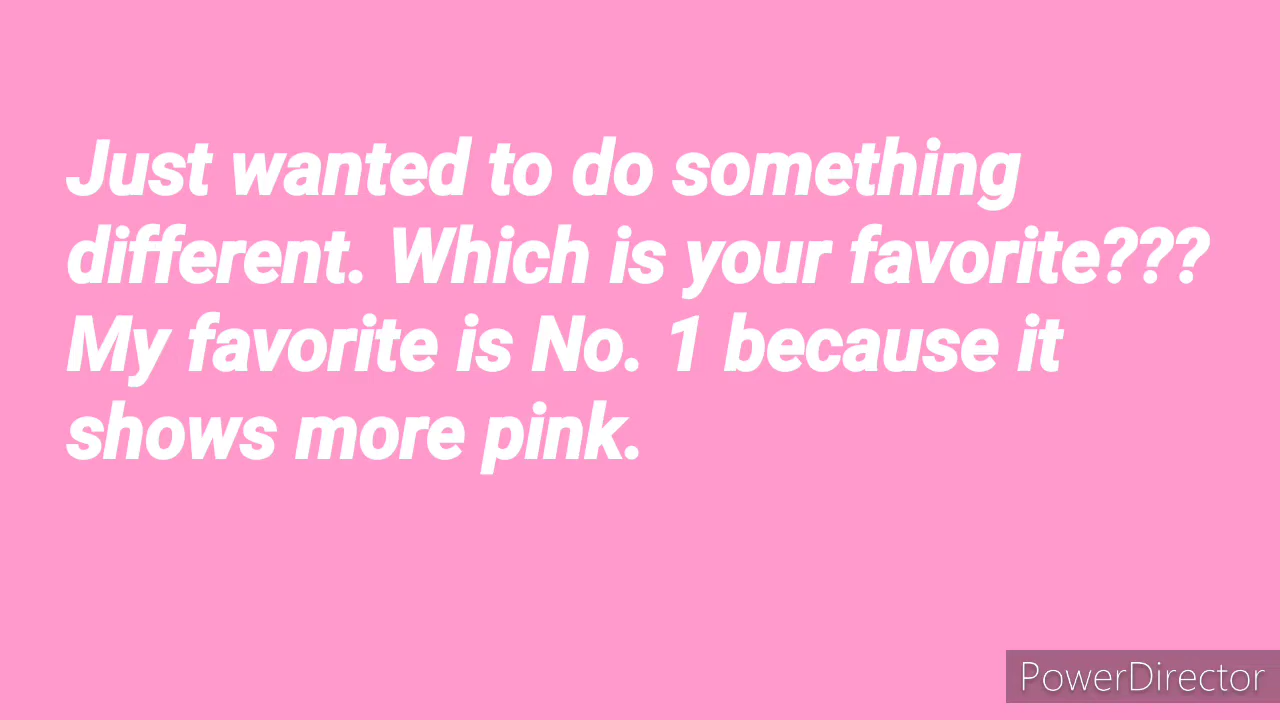 Just wanted to do something
different. Which is your favorite???
My favorite is No. 1 because it
shows more pink.
PowerDirector